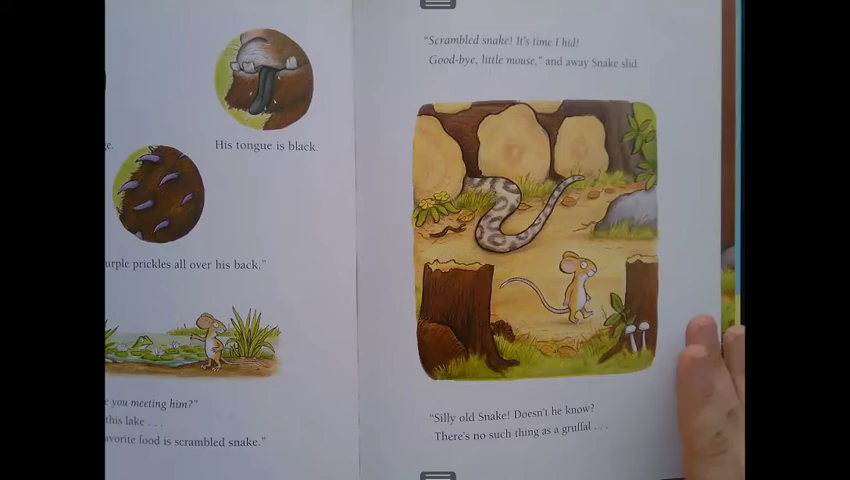 His tongue is black.
prickles all over his back."
you meeting him?"
this lake . . .
food is scrambled snake."
"Scrambled snake! It's time I hid!
Good-bye, little mouse," and away Snake slid.
"Silly old Snake! Doesn't he know?
There's no such thing as a gruffal . . .